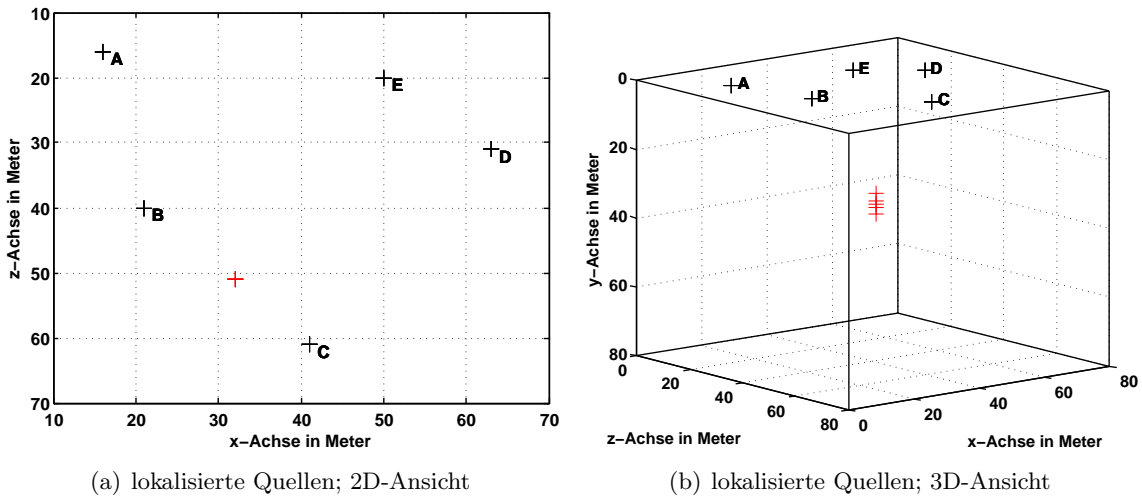 10
20
30
40
50
60
70
z–Achse in Meter
A
B
E
D
C
10 20 30 40 50 60 70
x–Achse in Meter
(a) lokalisierte Quellen; 2D-Ansicht
0
20
40
60
80
y–Achse in Meter
A
B
E
D
C
0
20
40
60
80
z–Achse in Meter
0
20
40
60
80
x–Achse in Meter
(b) lokalisierte Quellen; 3D-Ansicht